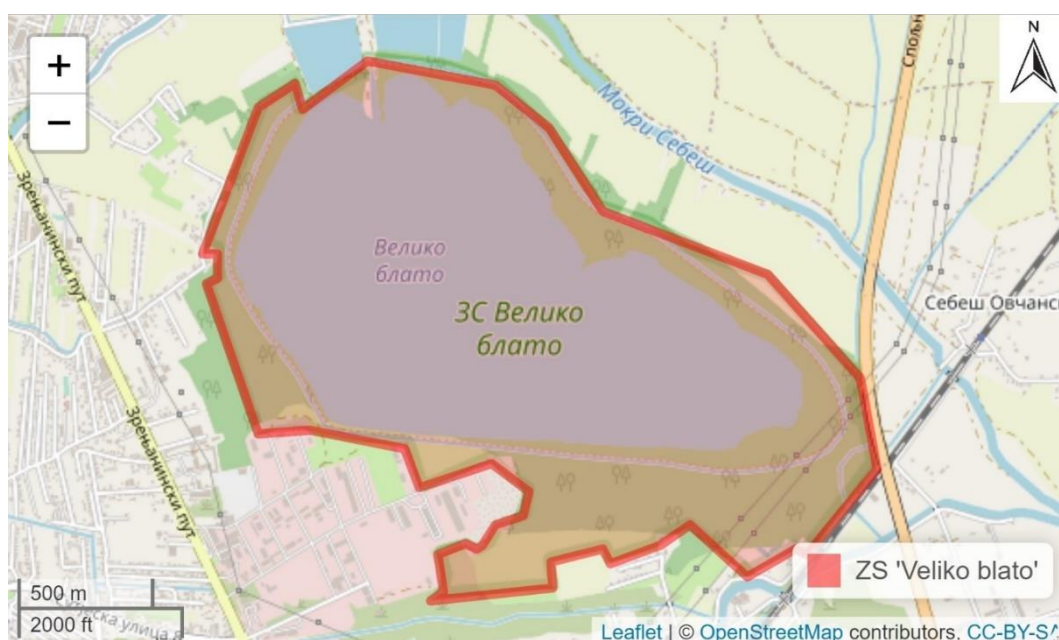 +
−
N
Мокри Себеш
Спољн
Зрењанински пут
Велико
блато
ЗС Велико
блато
Себеш Овчанс
Зрењанински пут
500 m
2000 ft
улица
ZS 'Veliko blato'
Leaflet | © OpenStreetMap contributors, CC-BY-SA